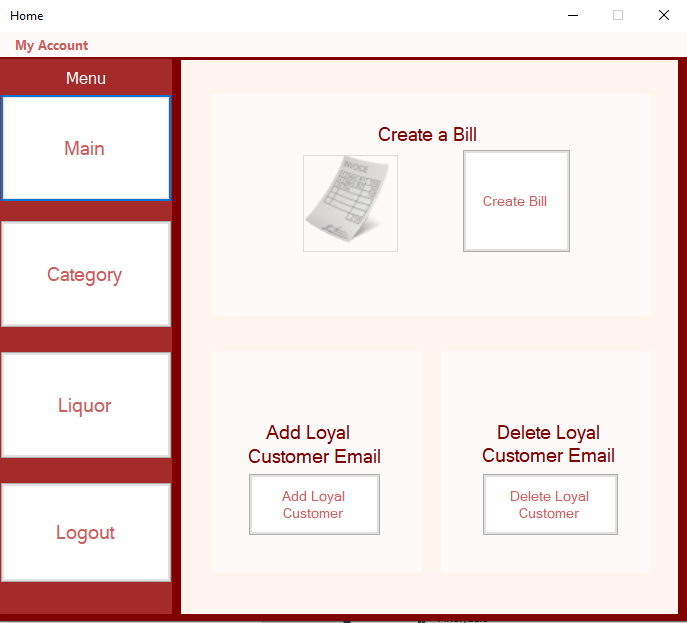 Home
My Account
Menu
Main
Category
Liquor
Logout
Create a Bill
INVOICE
Create Bill
Add Loyal
Customer Email
Add Loyal
Customer
Delete Loyal
Customer Email
Delete Loyal
Customer